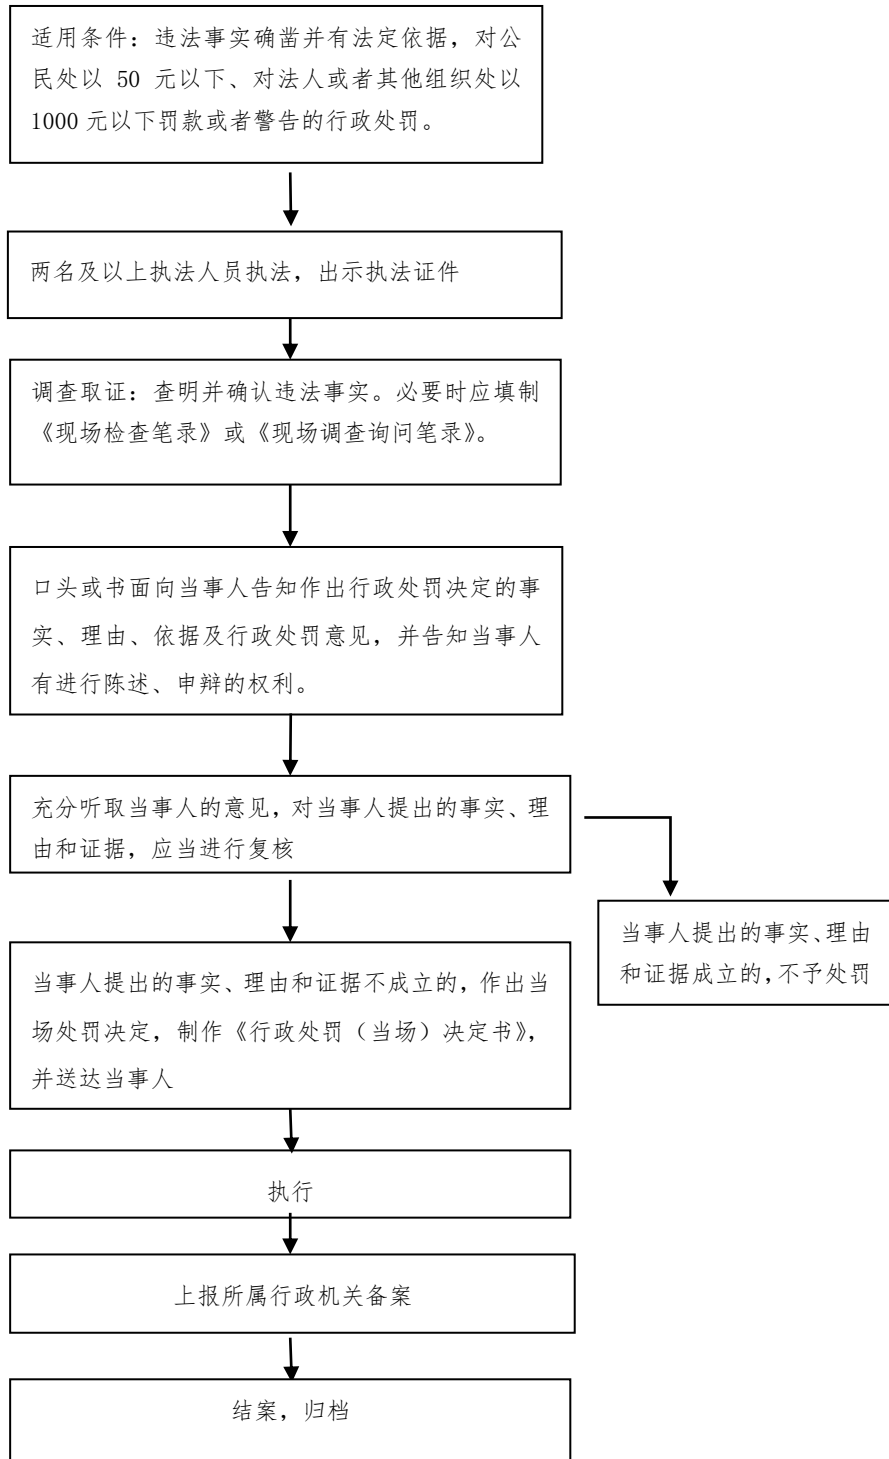 适用条件：违法事实确凿并有法定依据，对公
民处以 50 元以下、对法人或者其他组织处以
1000 元以下罚款或者警告的行政处罚。
两名及以上执法人员执法，出示执法证件
调查取证：查明并确认违法事实。必要时应填制
《现场检查笔录》或《现场调查询问笔录》。
口头或书面向当事人告知作出行政处罚决定的事
实、理由、依据及行政处罚意见，并告知当事人
有进行陈述、申辩的权利。
充分听取当事人的意见，对当事人提出的事实、理
由和证据，应当进行复核
当事人提出的事实、理由
和证据成立的，不予处罚
当事人提出的事实、理由和证据不成立的，作出当
场处罚决定，制作《行政处罚（当场）决定书》，
并送达当事人
执行
上报所属行政机关备案
结案，归档